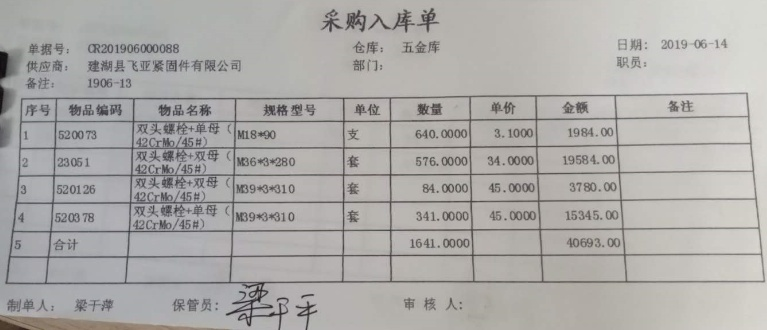 采购入库单
单据号: CR201906000088 仓库: 五金库 日期: 2019-06-14
供应商: 建湖县飞亚紧固件有限公司 部门: 职员:
备注: 1906-13
序号 物品编码 物品名称 规格型号 单位 数量 单价 金额 备注
1 520073 双头螺栓+单母(42CrMo/45#) M18*90 支 640.0000 3.1000 1984.00
2 23051 双头螺栓+双母(42CrMo/45#) M36*3*280 套 576.0000 34.0000 19584.00
3 520126 双头螺栓+双母(42CrMo/45#) M39*3*310 套 84.0000 45.0000 3780.00
4 520378 双头螺栓+单母(42CrMo/45#) M39*3*310 套 341.0000 45.0000 15345.00
5 合计 1641.0000 40693.00
制单人: 梁干萍 保管员: 梁干平 审核人: